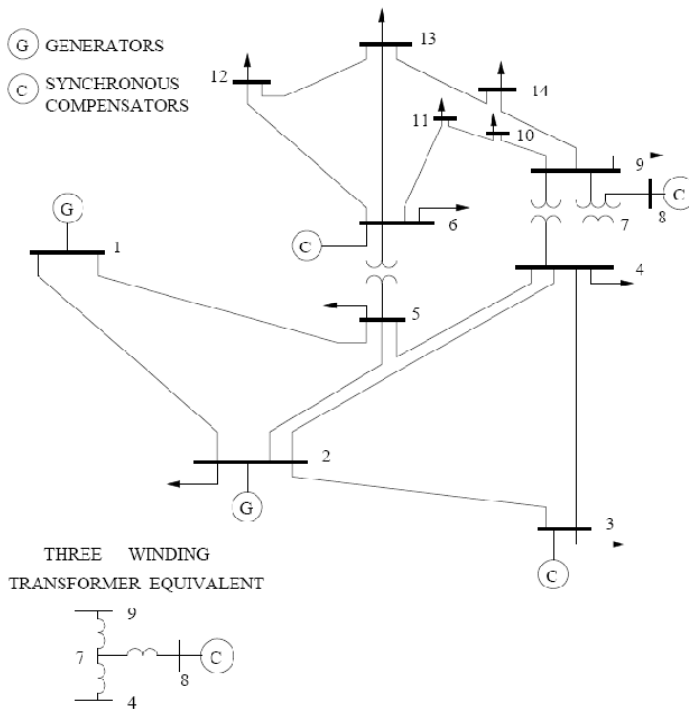 G GENERATORS
C SYNCHRONOUS
COMPENSATORS
13
12
14
11
10
9
C
8
7
G
1
C
6
4
5
2
G
3
C
THREE WINDING
TRANSFORMER EQUIVALENT
9
7
C
8
4